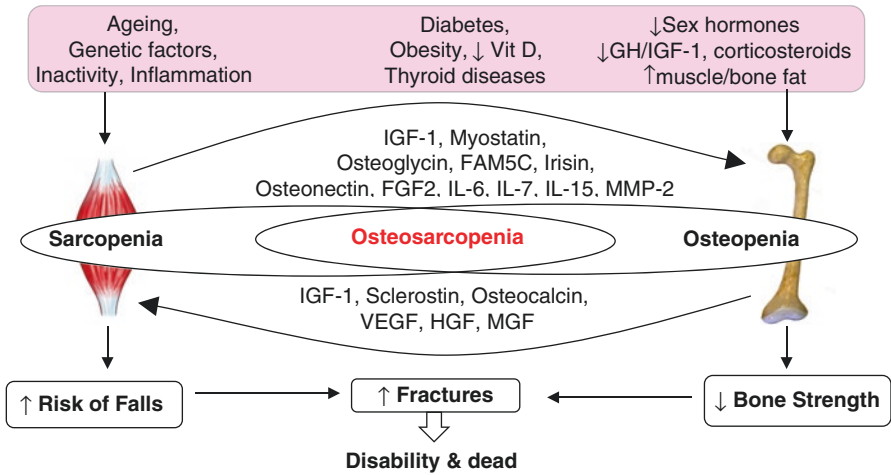 Ageing,
Genetic factors,
Inactivity, Inflammation
Diabetes,
Obesity, ↓ Vit D,
Thyroid diseases
↓Sex hormones
↓GH/IGF-1, corticosteroids
↑muscle/bone fat
IGF-1, Myostatin,
Osteoglycin, FAM5C, Irisin,
Osteonectin, FGF2, IL-6, IL-7, IL-15, MMP-2
Sarcopenia
Osteosarcopenia
Osteopenia
IGF-1, Sclerostin, Osteocalcin,
VEGF, HGF, MGF
↑ Risk of Falls
↑ Fractures
↓ Bone Strength
Disability & dead